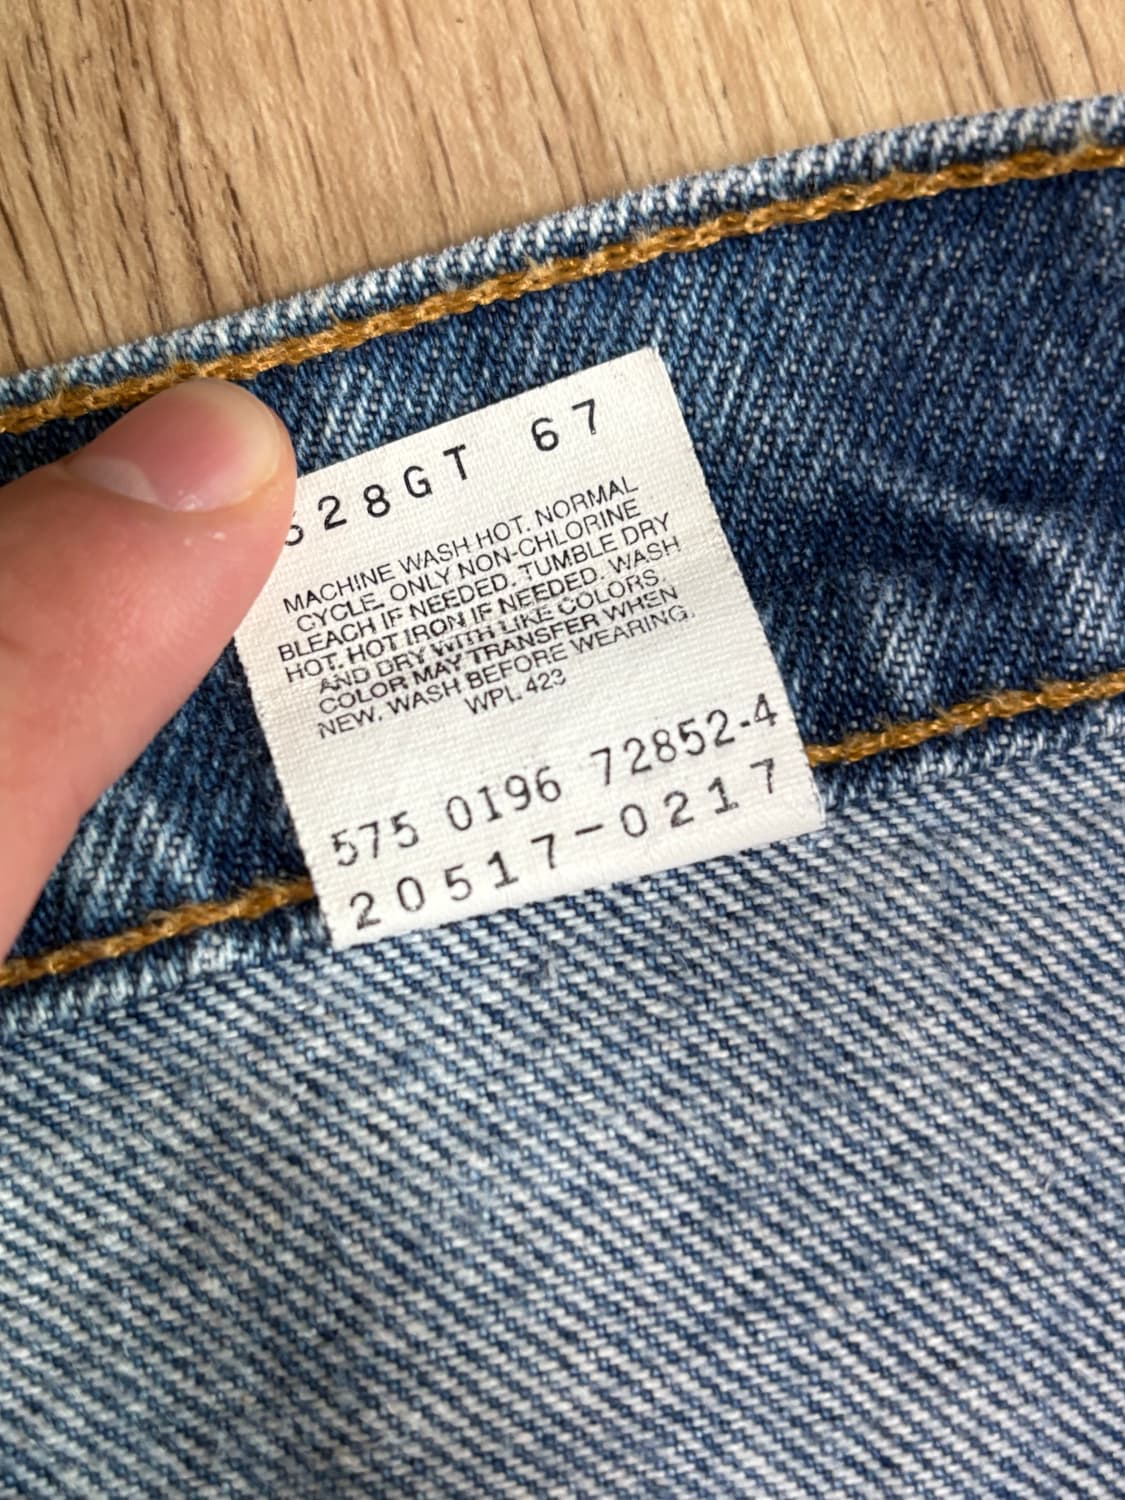 528GT 67
MACHINE WASH HOT. NORMAL
CYCLE. ONLY NON-CHLORINE
BLEACH IF NEEDED. TUMBLE DRY
HOT. HOT IRON IF NEEDED. WASH
AND DRY WITH LIKE COLORS.
COLOR MAY TRANSFER WHEN
NEW. WASH BEFORE WEARING.
WPL 423
575 0196 72852-4
20517-0217